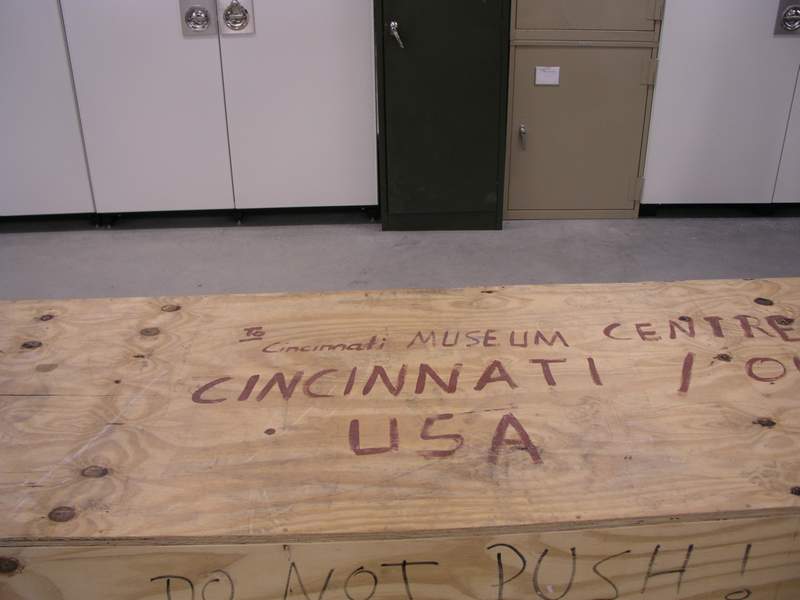 To Cincinnati MUSEUM CENTRE
CINCINNATI
USA
DO NOT PUSH!